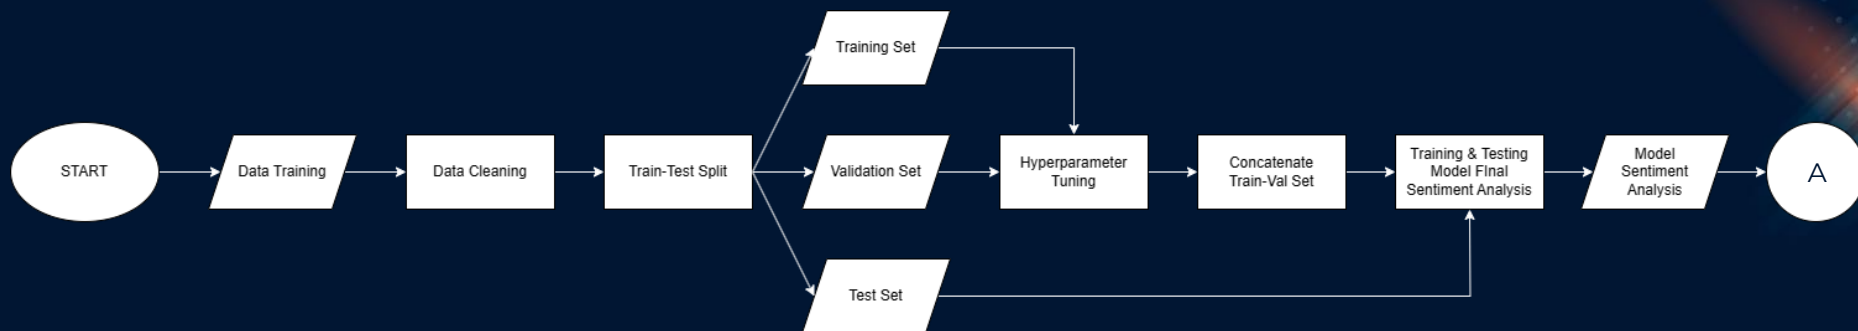 START
Data Training
Data Cleaning
Train-Test Split
Training Set
Validation Set
Test Set
Hyperparameter
Tuning
Concatenate
Train-Val Set
Training & Testing
Model FInal
Sentiment Analysis
Model
Sentiment
Analysis
A